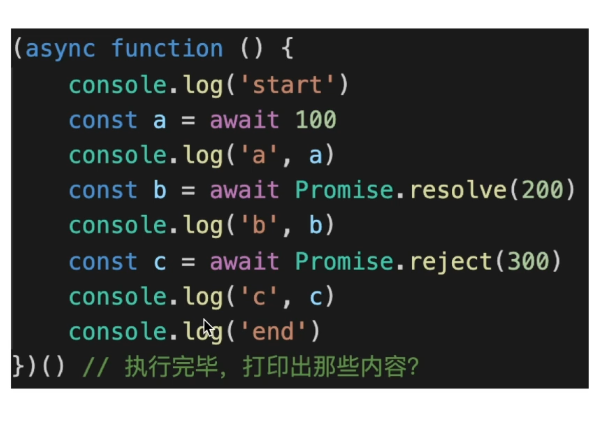 (async function () {
    console.log('start')
    const a = await 100
    console.log('a', a)
    const b = await Promise.resolve(200)
    console.log('b', b)
    const c = await Promise.reject(300)
    console.log('c', c)
    console.log('end')
})() // 执行完毕，打印出那些内容？